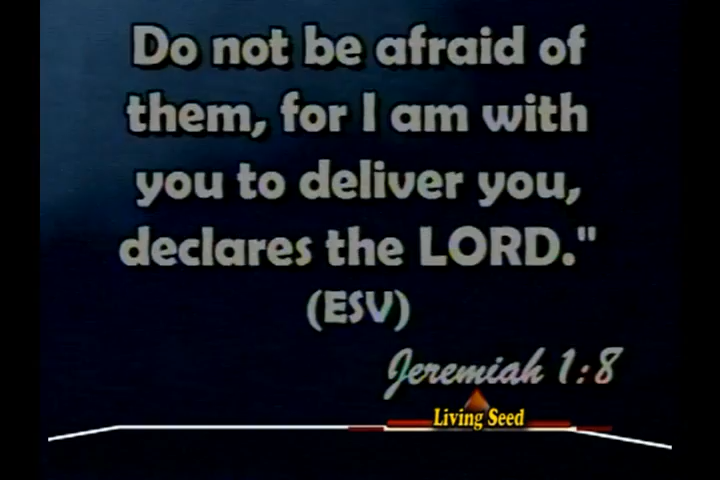 Do not be afraid of
them, for I am with
you to deliver you,
declares the LORD."
(ESV)
Jeremiah 1:8
Living Seed